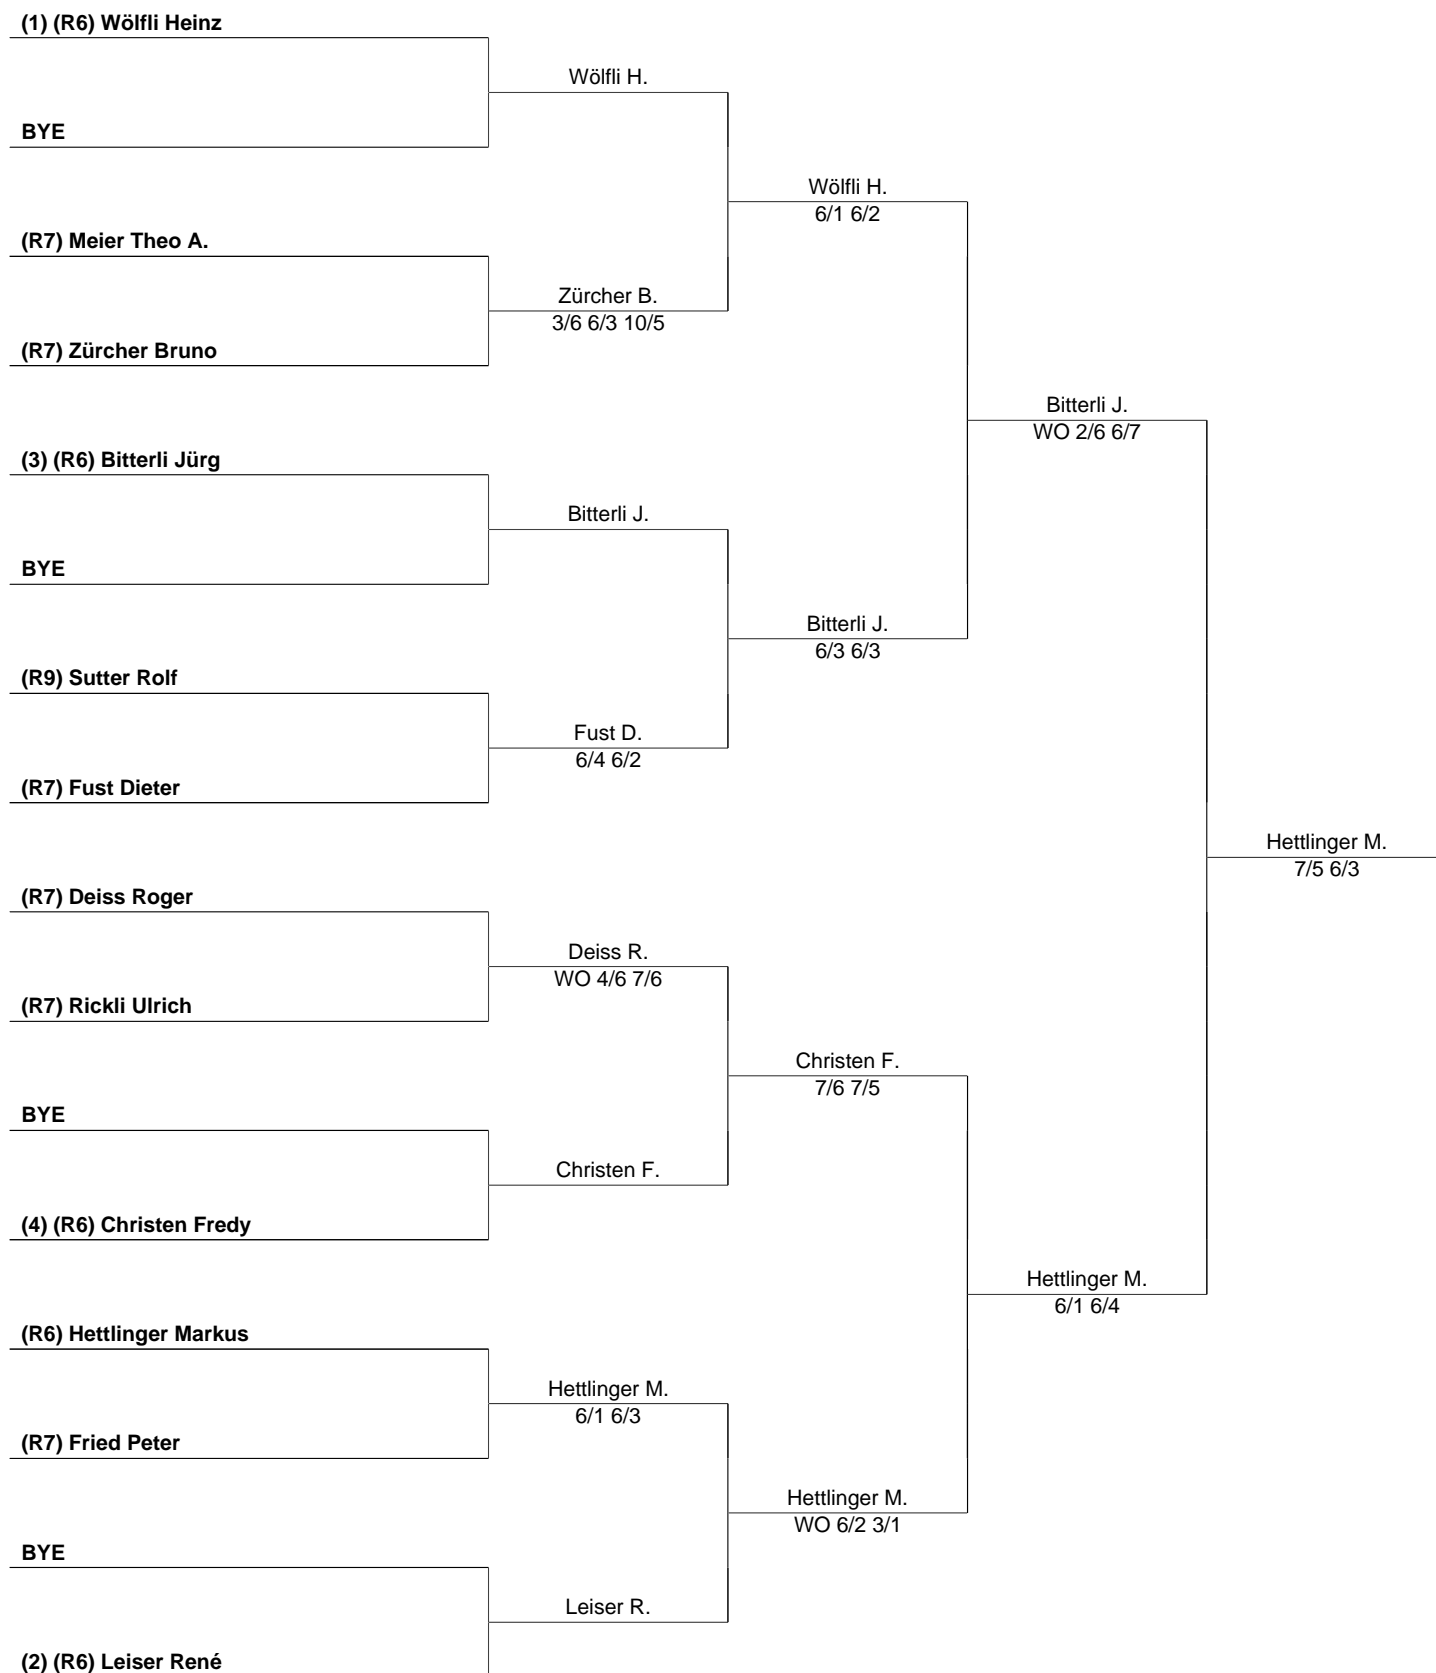 (1) (R6) Wölfli Heinz
Wölfli H.
BYE
Wölfli H.
6/1 6/2
(R7) Meier Theo A.
Zürcher B.
3/6 6/3 10/5
(R7) Zürcher Bruno
Bitterli J.
WO 2/6 6/7
(3) (R6) Bitterli Jürg
Bitterli J.
BYE
Bitterli J.
6/3 6/3
(R9) Sutter Rolf
Fust D.
6/4 6/2
(R7) Fust Dieter
Hettlinger M.
7/5 6/3
(R7) Deiss Roger
Deiss R.
WO 4/6 7/6
(R7) Rickli Ulrich
Christen F.
7/6 7/5
BYE
Christen F.
(4) (R6) Christen Fredy
Hettlinger M.
6/1 6/4
(R6) Hettlinger Markus
Hettlinger M.
6/1 6/3
(R7) Fried Peter
Hettlinger M.
WO 6/2 3/1
BYE
Leiser R.
(2) (R6) Leiser René